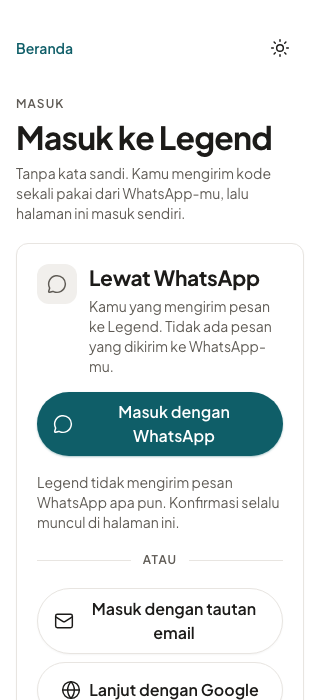 Beranda
MASUK
Masuk ke Legend
Tanpa kata sandi. Kamu mengirim kode
sekali pakai dari WhatsApp-mu, lalu
halaman ini masuk sendiri.
Lewat WhatsApp
Kamu yang mengirim pesan
ke Legend. Tidak ada pesan
yang dikirim ke WhatsApp-
mu.
Masuk dengan
WhatsApp
Legend tidak mengirim pesan
WhatsApp apa pun. Konfirmasi selalu
muncul di halaman ini.
ATAU
Masuk dengan tautan
email
Lanjut dengan Google